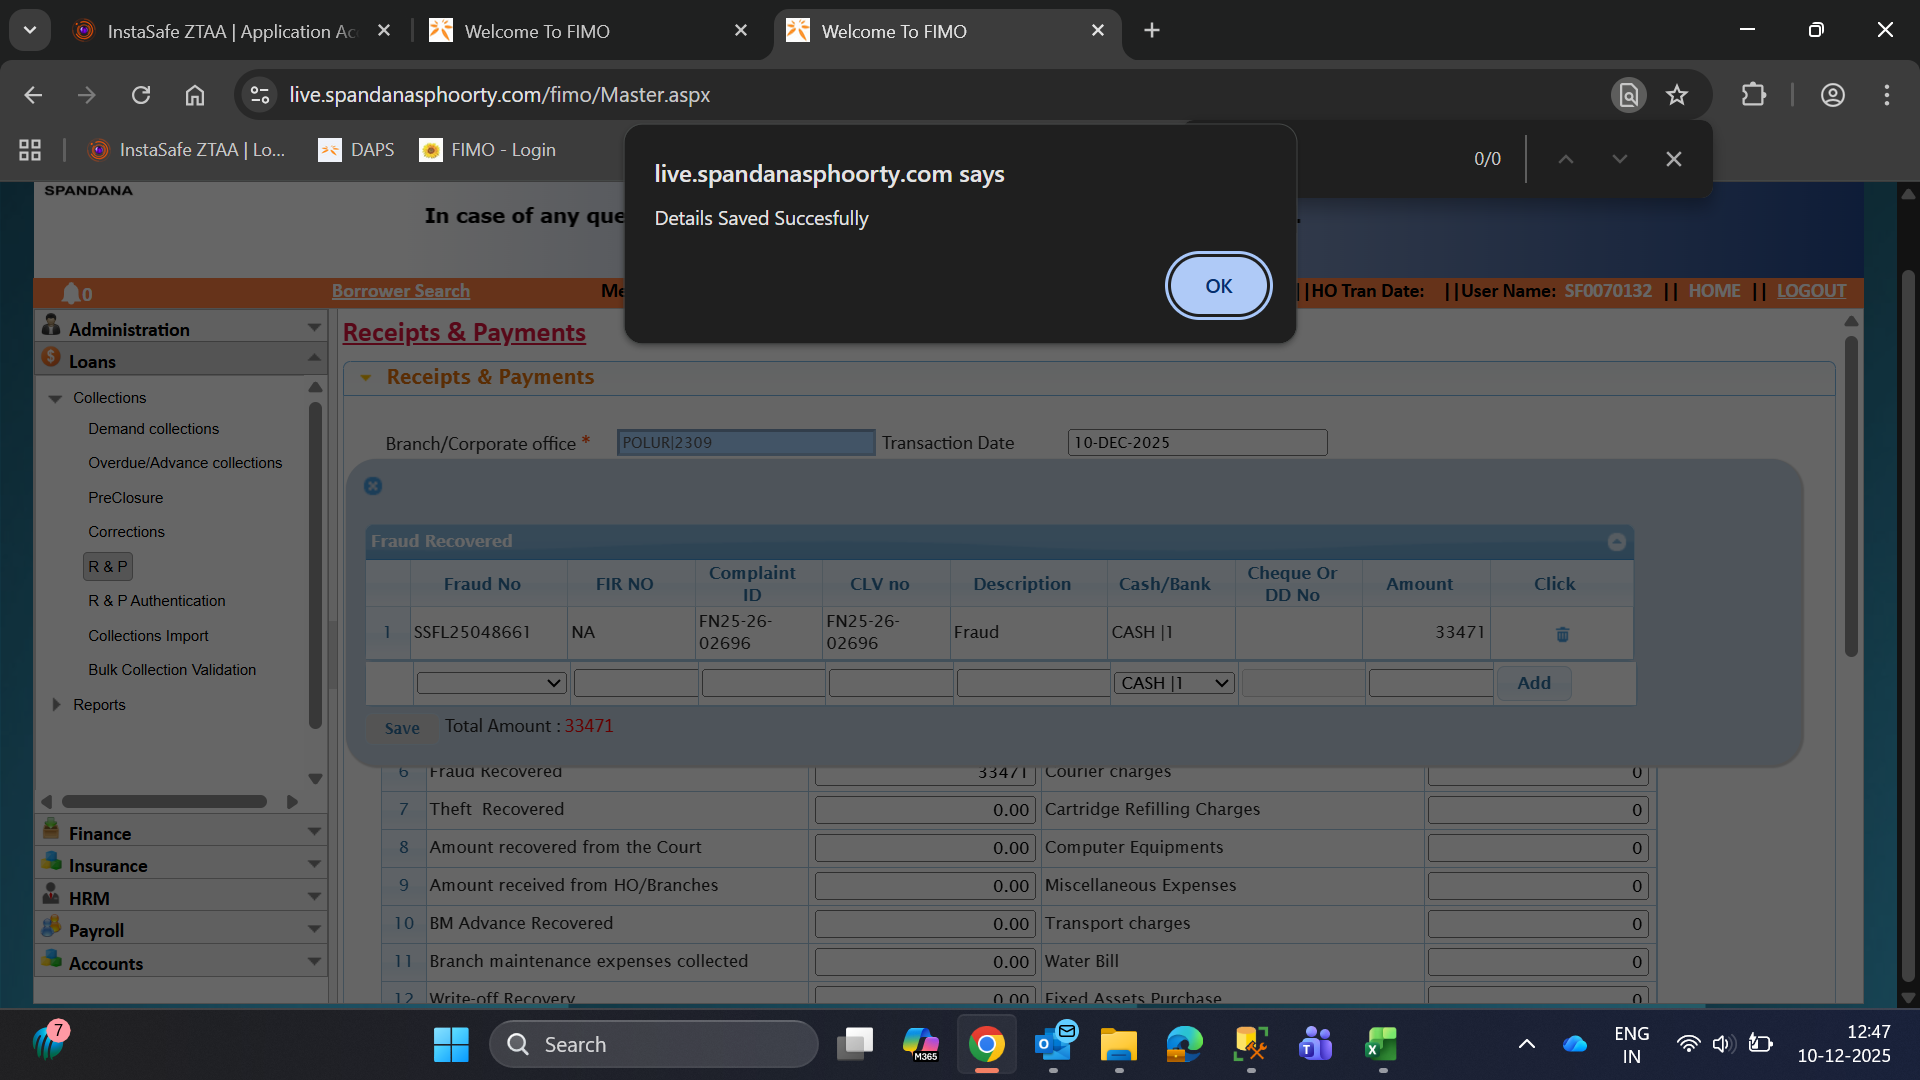 InstaSafe ZTAA | Application Ac
Welcome To FIMO
Welcome To FIMO
live.spandanasphoorty.com/fimo/Master.aspx
InstaSafe ZTAA | Lo...
DAPS
FIMO - Login
0/0
live.spandanasphoorty.com says
Details Saved Succesfully
OK
SPANDANA
In case of any que
0
Borrower Search
Me
||HO Tran Date: ||User Name: SF0070132 || HOME || LOGOUT
Administration
Loans
Collections
Demand collections
Overdue/Advance collections
PreClosure
Corrections
R & P
R & P Authentication
Collections Import
Bulk Collection Validation
Reports
Finance
Insurance
HRM
Payroll
Accounts
Receipts & Payments
Receipts & Payments
Branch/Corporate office *
POLUR|2309
Transaction Date
10-DEC-2025
Fraud Recovered
Fraud No FIR NO Complaint ID CLV no Description Cash/Bank Cheque Or DD No Amount Click
1 SSFL25048661 NA FN25-26-02696 FN25-26-02696 Fraud CASH |1 33471
CASH |1 Add
Save Total Amount : 33471
6 Fraud Recovered 33471 Courier charges 0
7 Theft Recovered 0.00 Cartridge Refilling Charges 0
8 Amount recovered from the Court 0.00 Computer Equipments 0
9 Amount received from HO/Branches 0.00 Miscellaneous Expenses 0
10 BM Advance Recovered 0.00 Transport charges 0
11 Branch maintenance expenses collected 0.00 Water Bill 0
12 Write-off Recovery 0.00 Fixed Assets Purchase 0
7
Search
M365
ENG
IN
12:47
10-12-2025